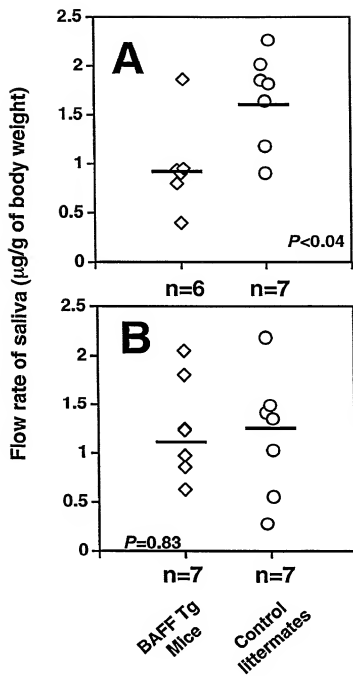 Flow rate of saliva (μg/g of body weight)
2.5
A
2
1.5
1
0.5
P<0.04
0
n=6 n=7
2.5
B
2
1.5
1
0.5
P=0.83
0
n=7 n=7
BAFF Tg
Mice
Control
littermates